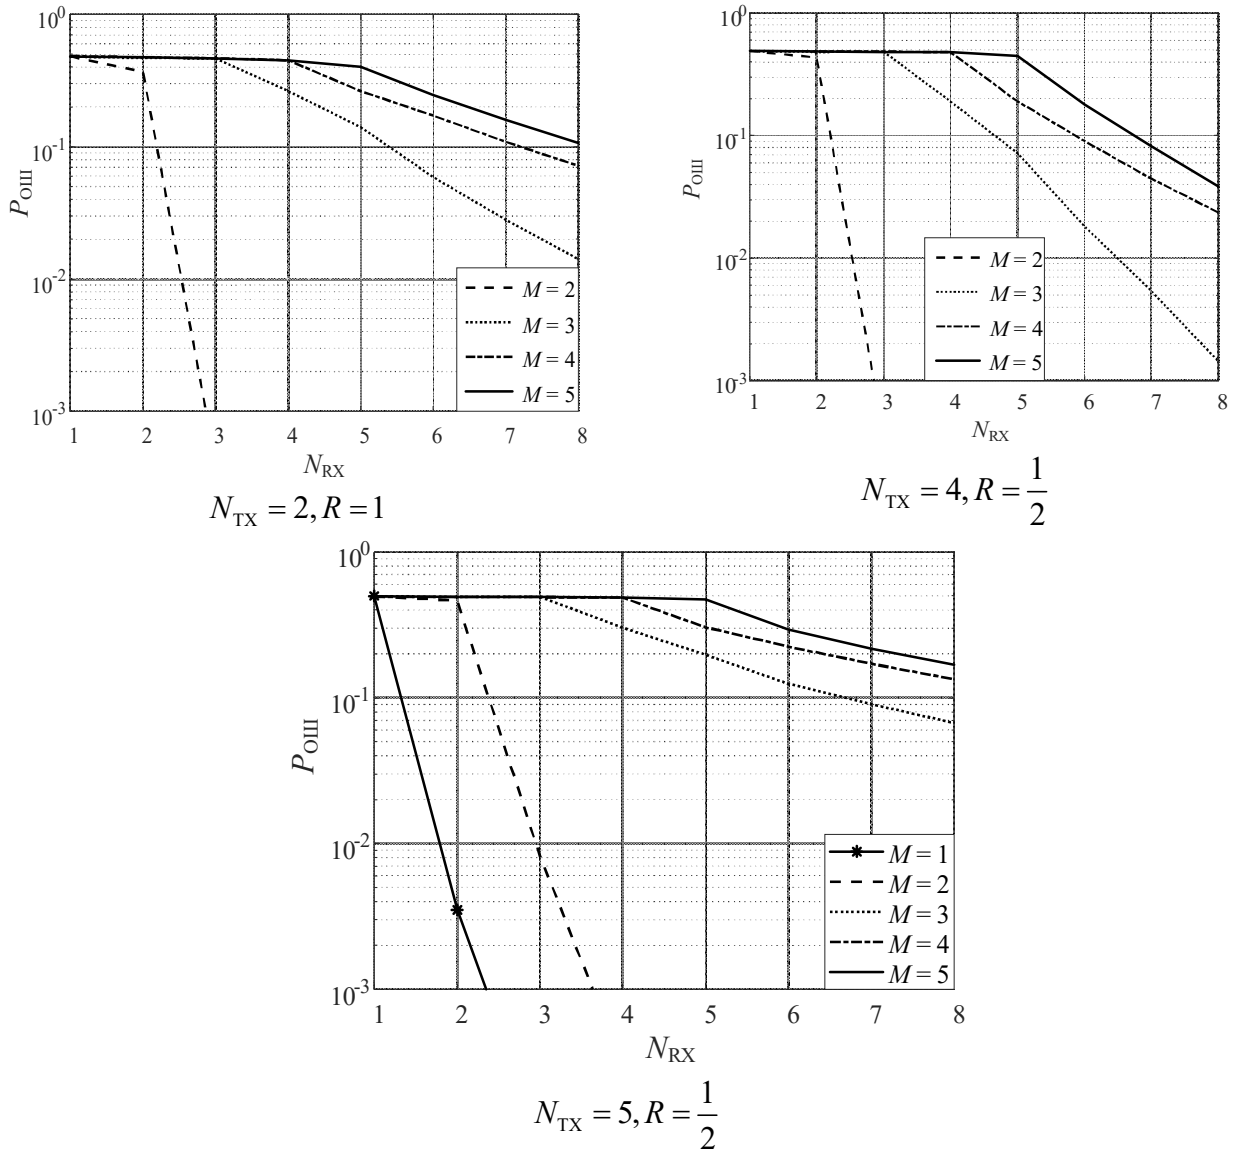 10^0
10^-1
10^-2
10^-3
P_OШ
1 2 3 4 5 6 7 8
N_RX
M = 2
M = 3
M = 4
M = 5
N_TX = 2, R = 1
10^0
10^-1
10^-2
10^-3
P_OШ
1 2 3 4 5 6 7 8
N_RX
M = 2
M = 3
M = 4
M = 5
N_TX = 4, R = 1/2
10^0
10^-1
10^-2
10^-3
P_OШ
1 2 3 4 5 6 7 8
N_RX
M = 1
M = 2
M = 3
M = 4
M = 5
N_TX = 5, R = 1/2